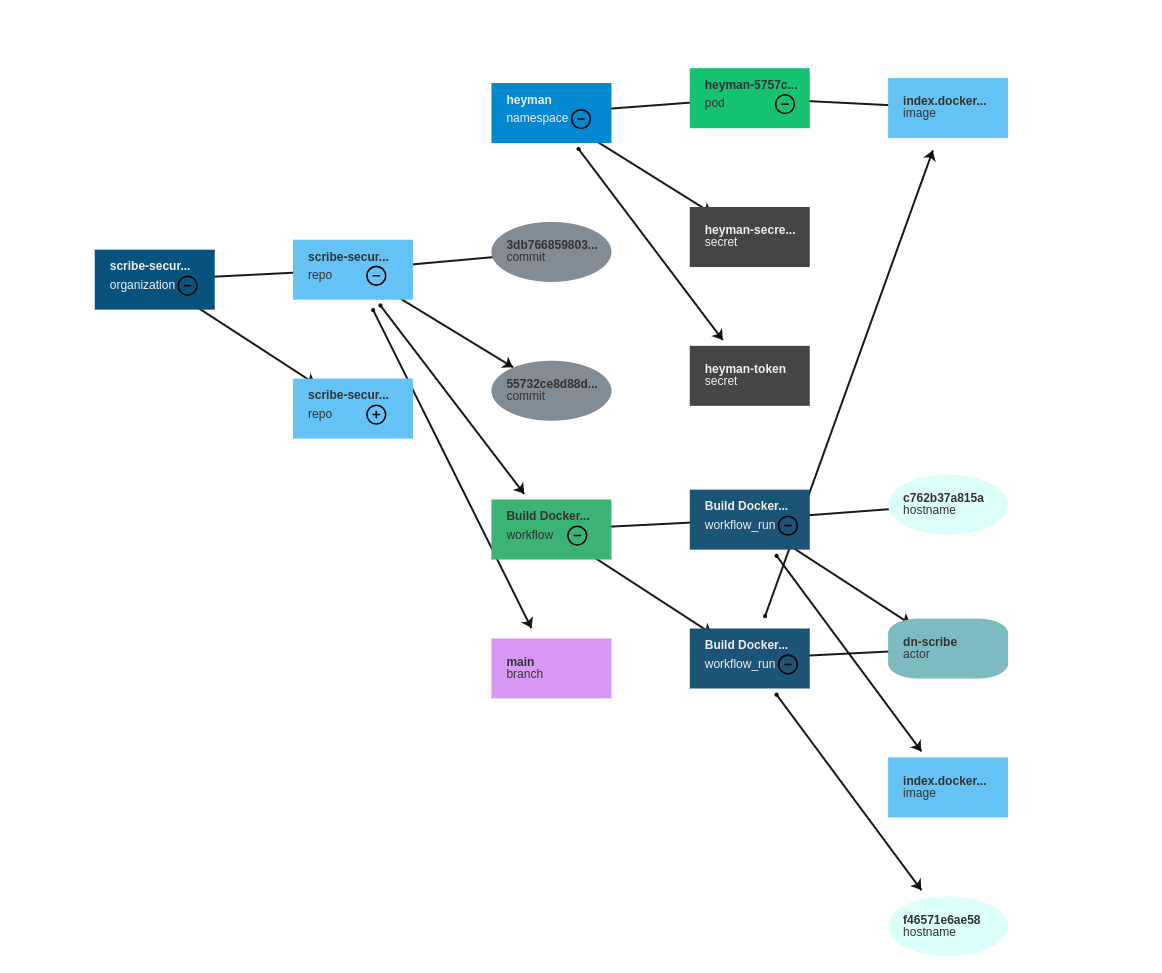 heyman
namespace
heyman-5757c...
pod
index.docker...
image
heyman-secre...
secret
scribe-secur...
organization
scribe-secur...
repo
3db766859803...
commit
heyman-token
secret
scribe-secur...
repo
55732ce8d88d...
commit
Build Docker...
workflow
Build Docker...
workflow_run
c762b37a815a
hostname
main
branch
Build Docker...
workflow_run
dn-scribe
actor
index.docker...
image
f46571e6ae58
hostname